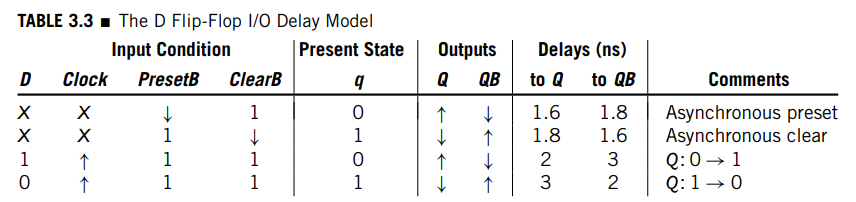 TABLE 3.3 ■ The D Flip-Flop I/O Delay Model
Input Condition Present State Outputs Delays (ns)
D Clock PresetB ClearB q Q QB to Q to QB Comments
X X ↓ 1 0 ↑ ↓ 1.6 1.8 Asynchronous preset
X X 1 ↓ 1 ↓ ↑ 1.8 1.6 Asynchronous clear
1 ↑ 1 1 0 ↑ ↓ 2 3 Q: 0 → 1
0 ↑ 1 1 1 ↓ ↑ 3 2 Q: 1 → 0